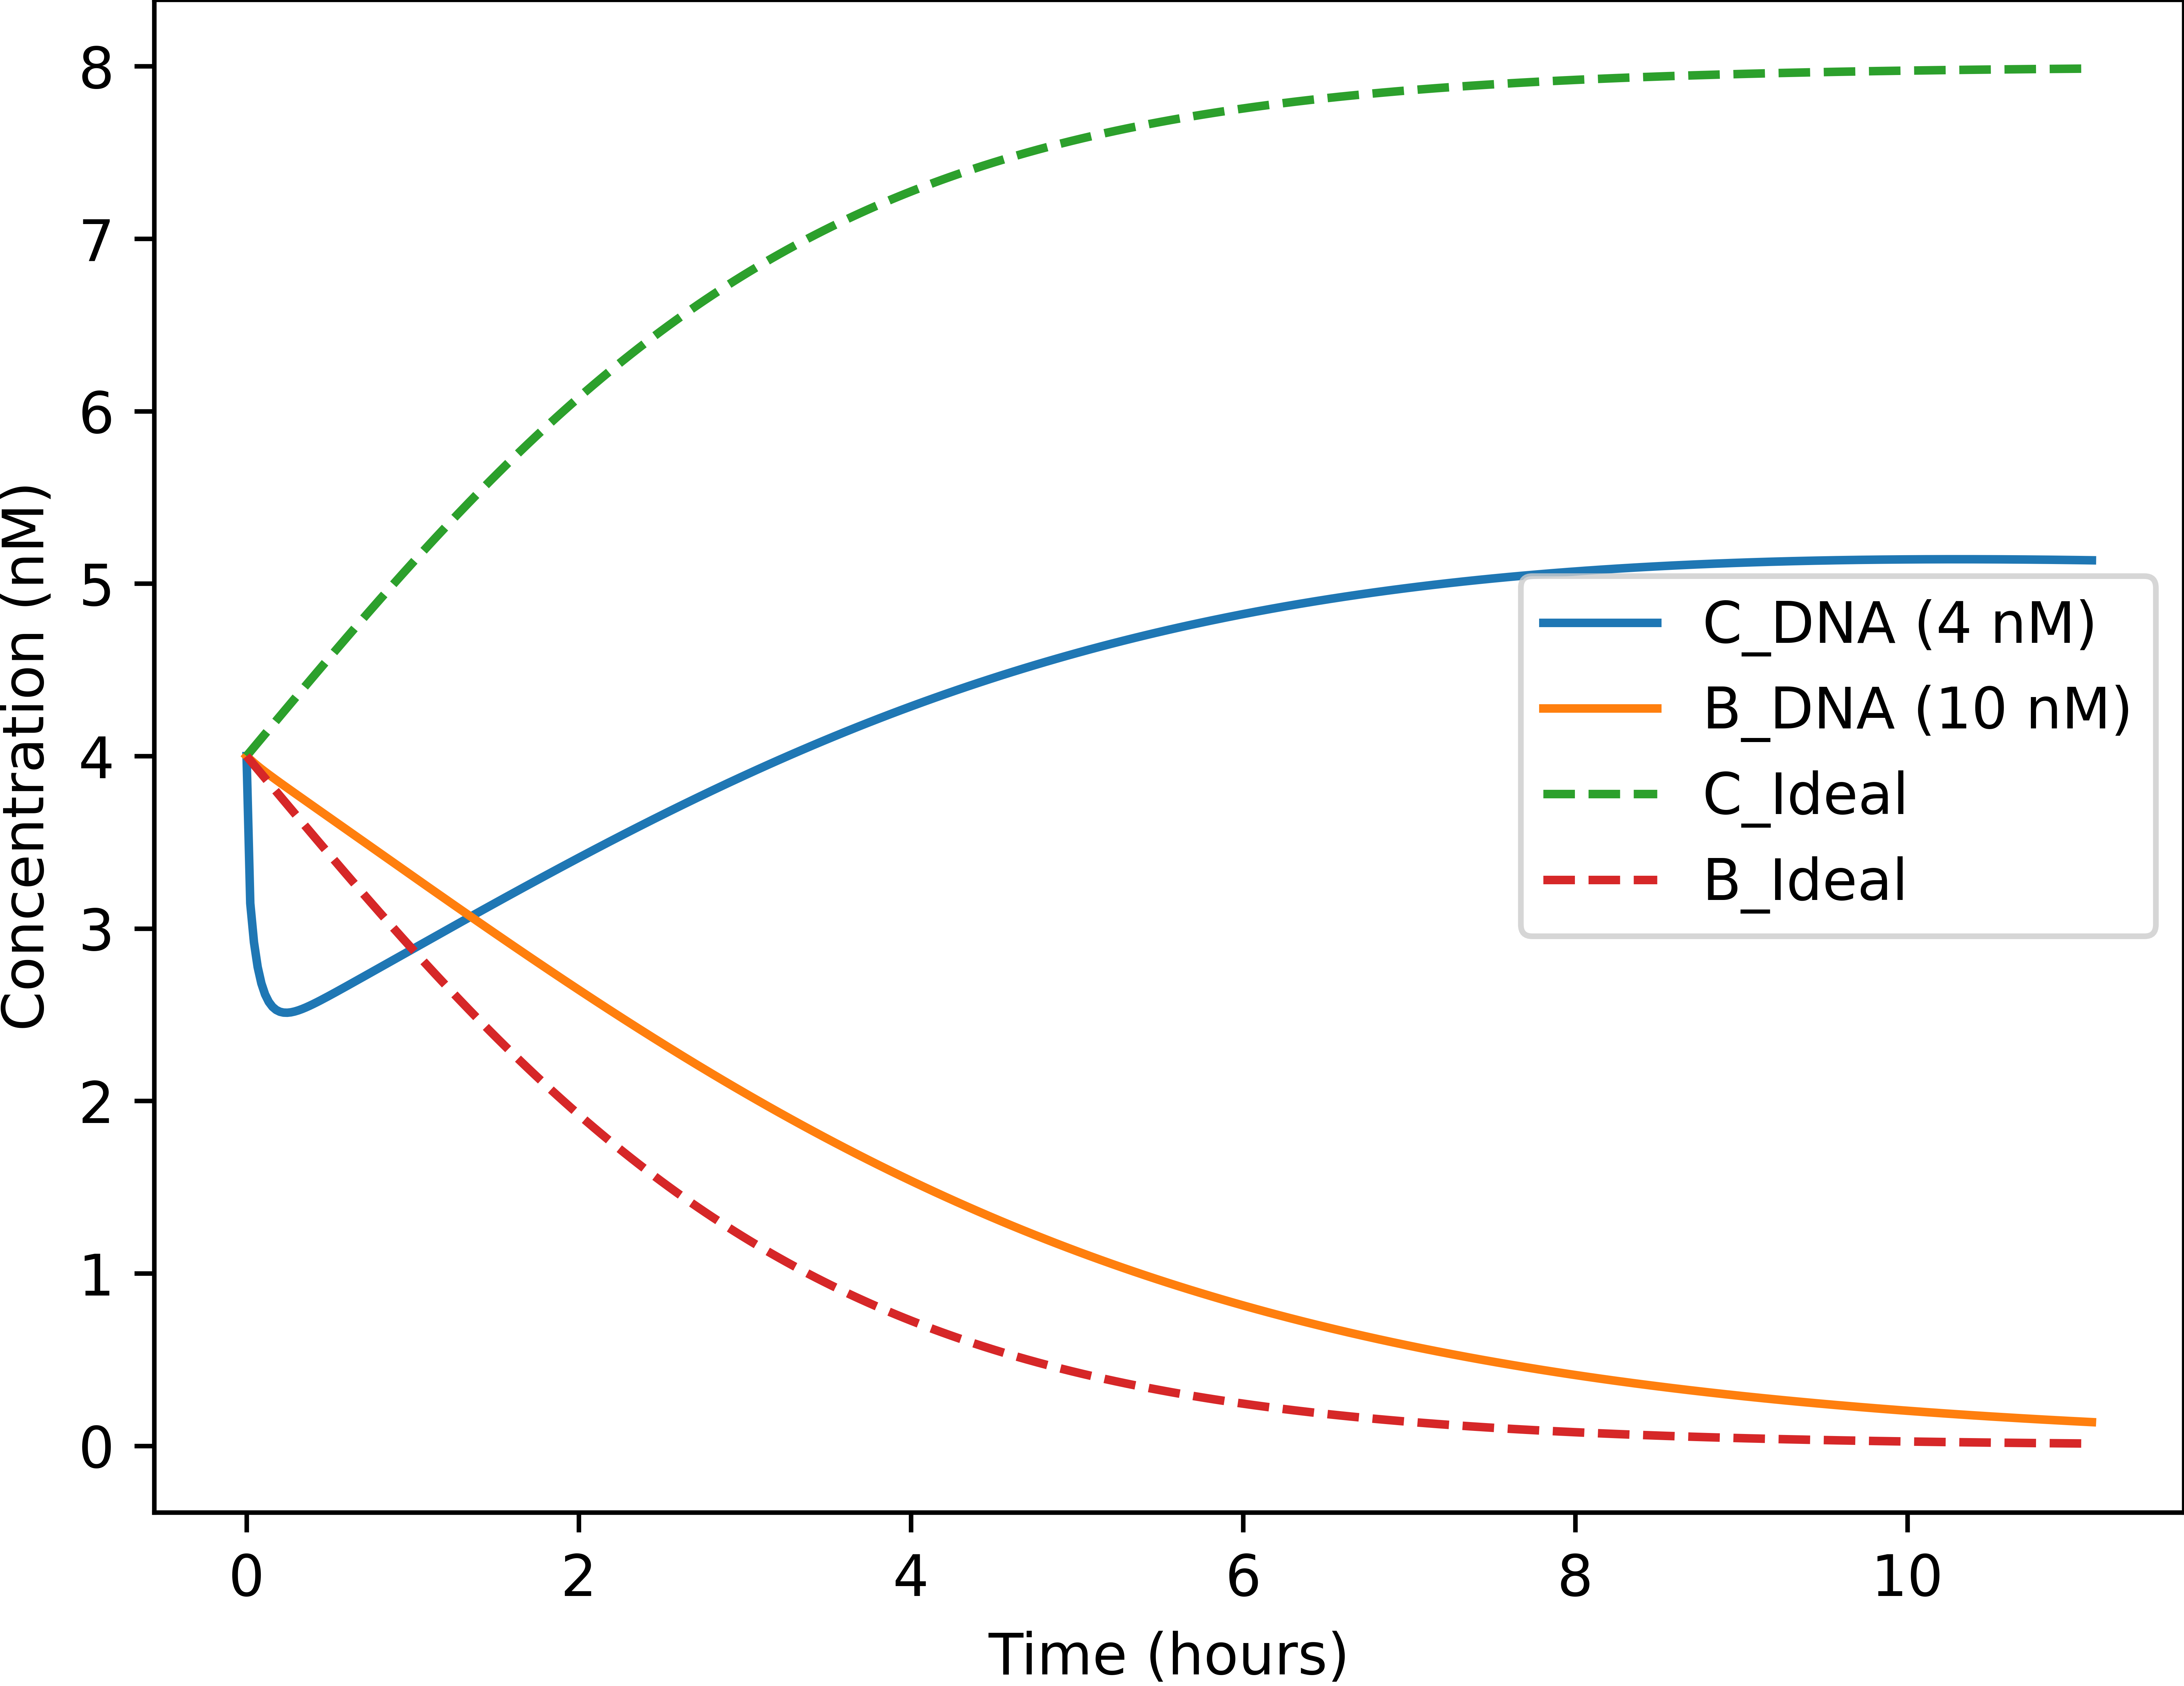 8
7
6
5
4
3
2
1
0
Concentration (nM)
C_DNA (4 nM)
B_DNA (10 nM)
C_Ideal
B_Ideal
0 2 4 6 8 10
Time (hours)